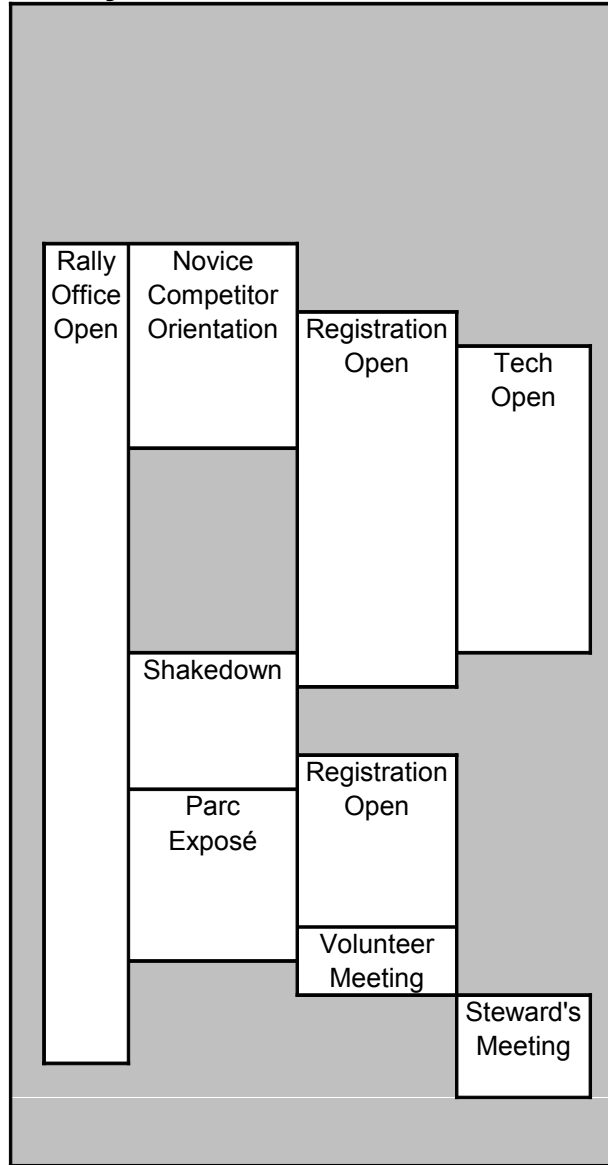 Rally
Office
Open
Novice
Competitor
Orientation
Registration
Open
Tech
Open
Shakedown
Registration
Open
Parc
Exposé
Volunteer
Meeting
Steward's
Meeting